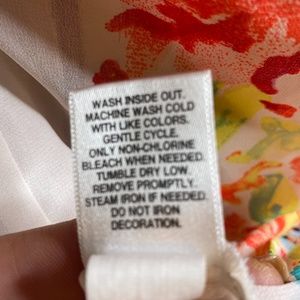 WASH INSIDE OUT.
MACHINE WASH COLD
WITH LIKE COLORS.
GENTLE CYCLE.
ONLY NON-CHLORINE
BLEACH WHEN NEEDED.
TUMBLE DRY LOW.
REMOVE PROMPTLY.
STEAM IRON IF NEEDED.
DO NOT IRON
DECORATION.